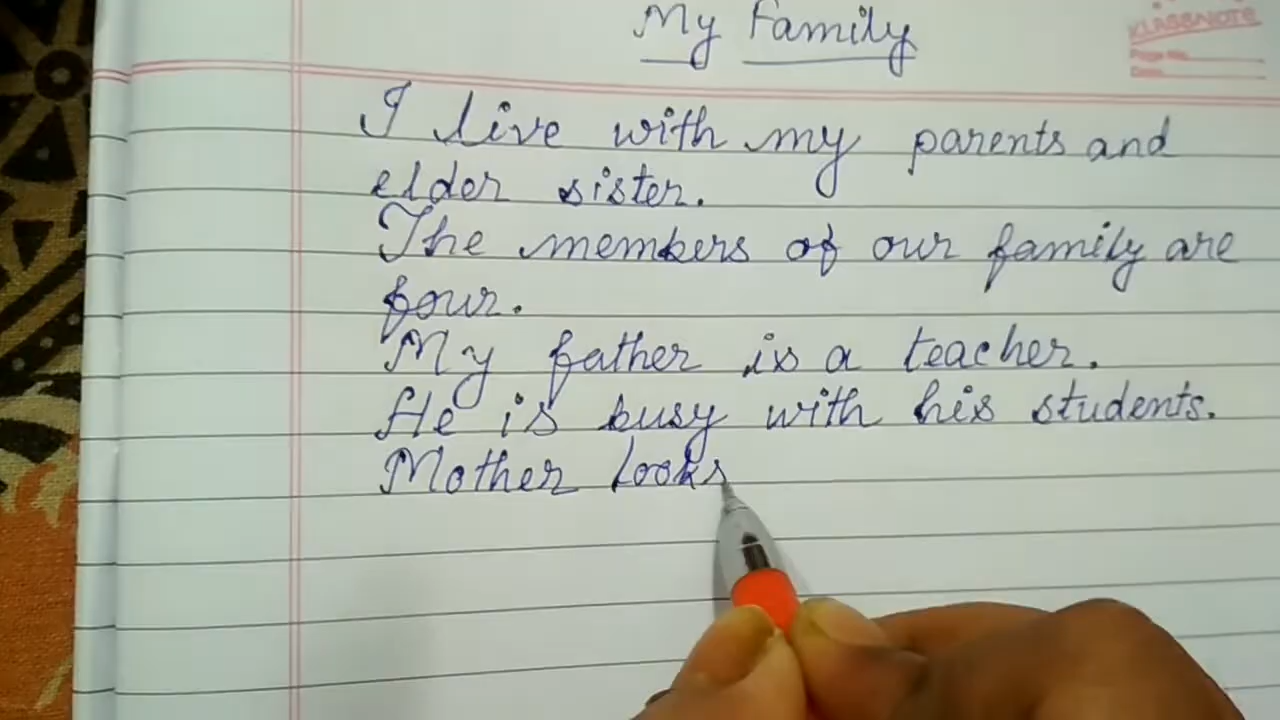 My Family
KLASSNOTE
I live with my parents and
elder sister.
The members of our family are
four.
My father is a teacher.
He is busy with his students.
Mother looks